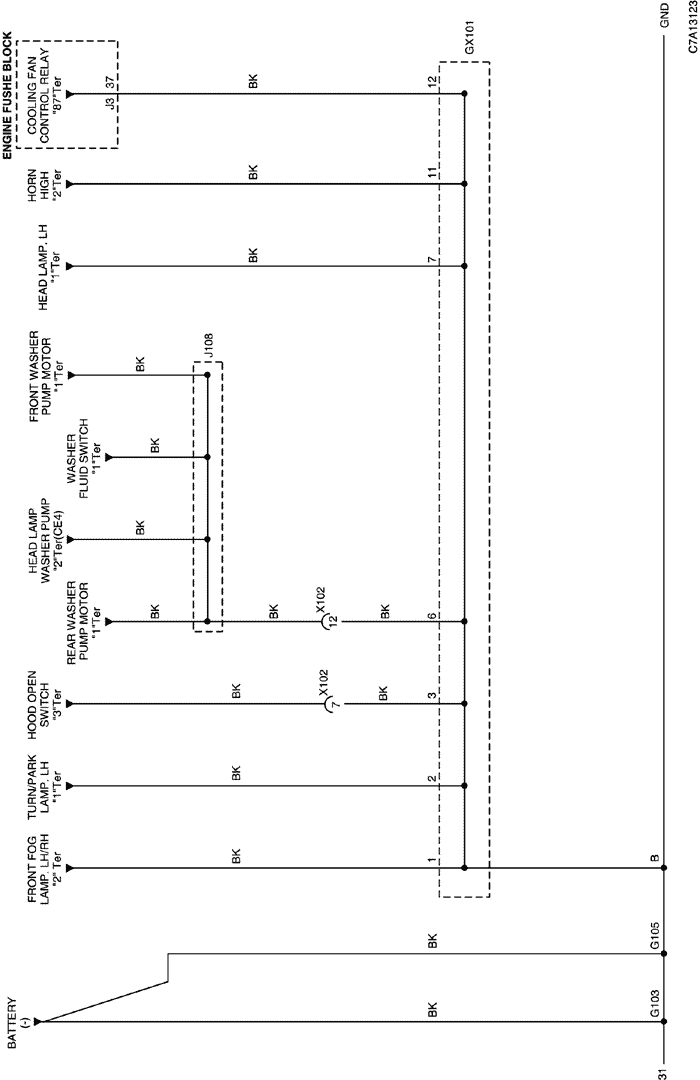 BATTERY
(-)
FRONT FOG
LAMP. LH/RH
"2" Ter
TURN/PARK
LAMP. LH
"1"Ter
HOOD OPEN
SWITCH
"3"Ter
REAR WASHER
PUMP MOTOR
"1"Ter
HEAD LAMP
WASHER PUMP
"2"Ter(CE4)
WASHER
FLUID SWITCH
"1"Ter
FRONT WASHER
PUMP MOTOR
"1"Ter
HEAD LAMP. LH
"1"Ter
HORN
HIGH
"2"Ter
ENGINE FUSHE BLOCK
COOLING FAN
CONTROL RELAY
"87"Ter
J3 37
BK
BK
BK
BK
J108
BK
BK
BK
BK
BK
BK
BK
BK
X102
7
X102
12
BK
BK
BK
BK
1
2
3
6
7
11
12
GX101
G103
G105
B
31
GND
C7A13123